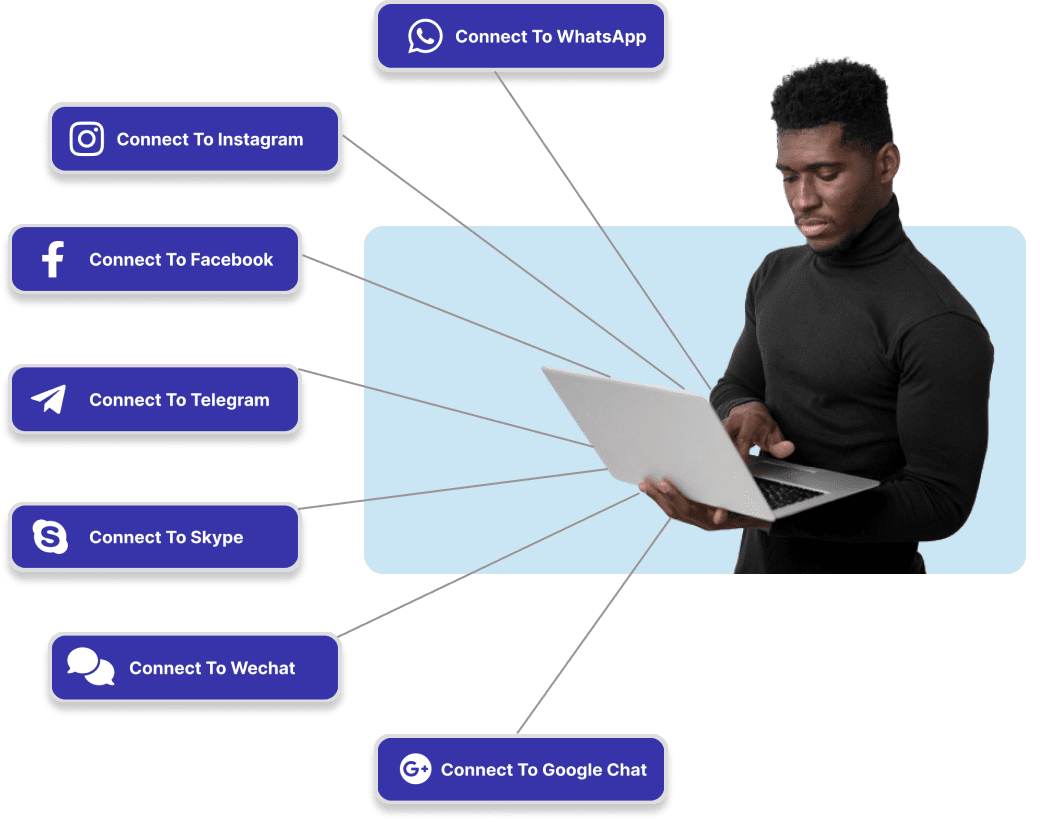 Connect To WhatsApp
Connect To Instagram
Connect To Facebook
Connect To Telegram
Connect To Skype
Connect To Wechat
Connect To Google Chat